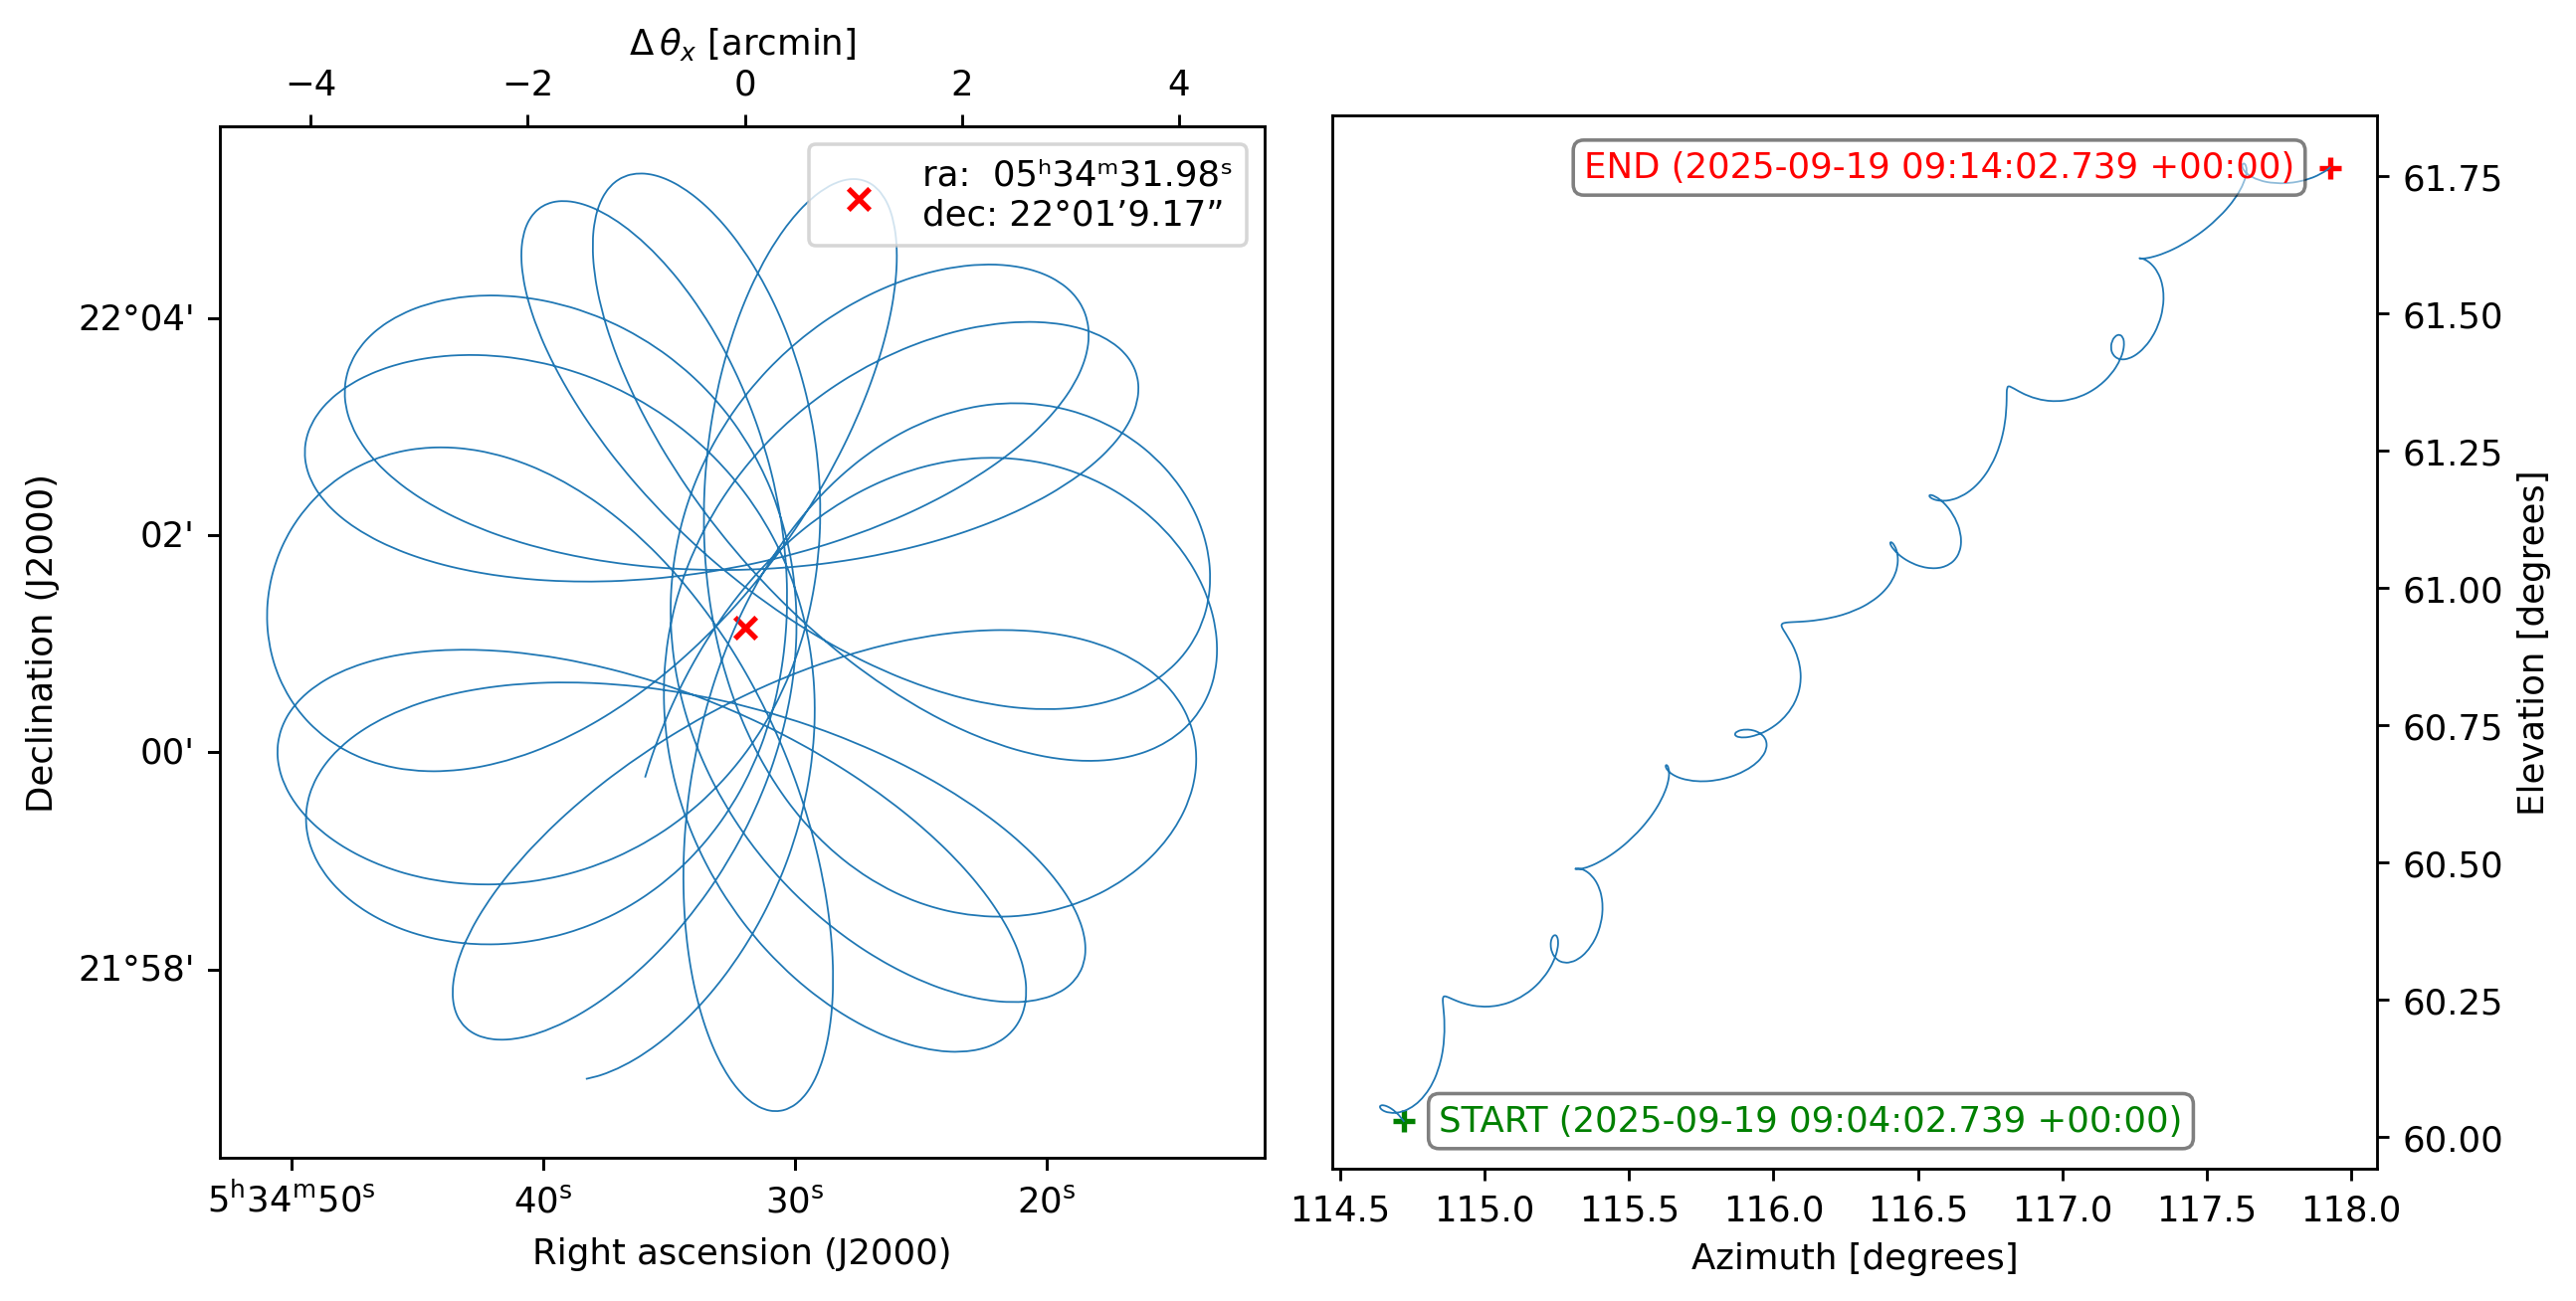 Δ θx [arcmin]
−4 −2 0 2 4
ra: 05ʰ34ᵐ31.98ˢ
dec: 22°01’9.17”
22°04'
02'
00'
21°58'
Declination (J2000)
5ʰ34ᵐ50ˢ 40ˢ 30ˢ 20ˢ
Right ascension (J2000)
END (2025-09-19 09:14:02.739 +00:00)
START (2025-09-19 09:04:02.739 +00:00)
61.75
61.50
61.25
61.00
60.75
60.50
60.25
60.00
Elevation [degrees]
114.5 115.0 115.5 116.0 116.5 117.0 117.5 118.0
Azimuth [degrees]